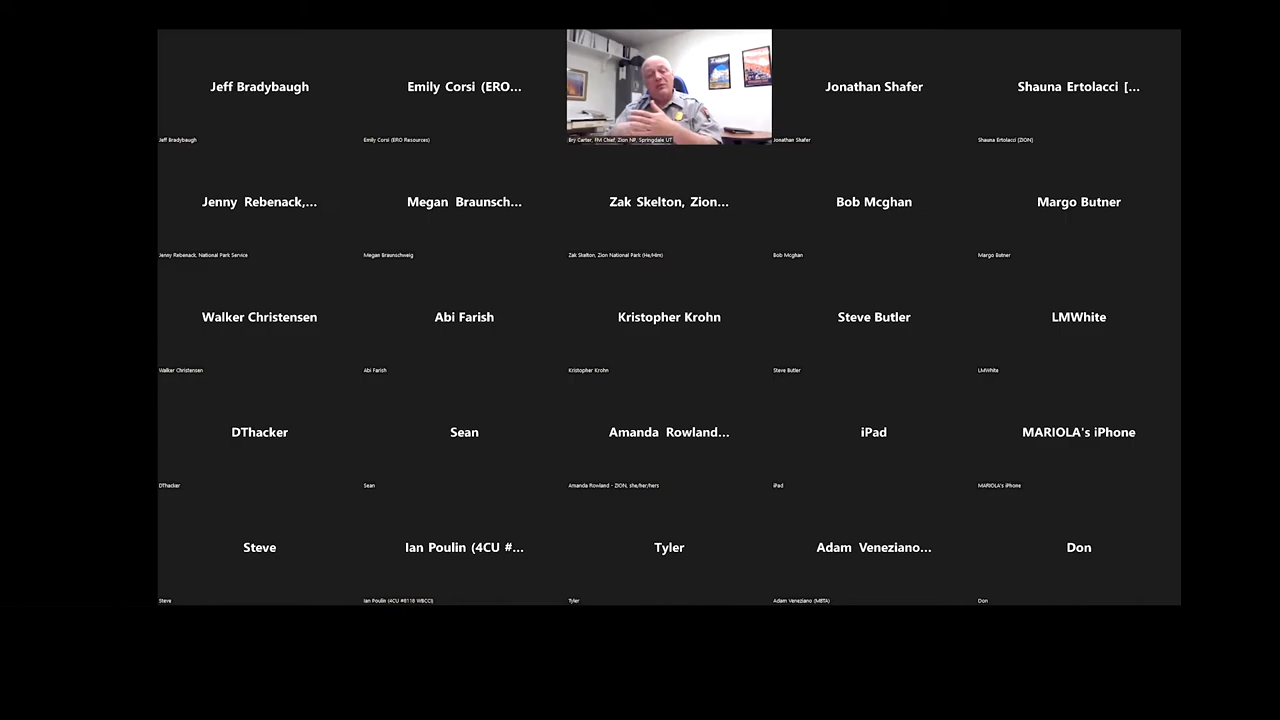 Jeff Bradybaugh
Emily Corsi (ERO...
Jonathan Shafer
Shauna Ertolacci [...
Jeff Bradybaugh
Emily Corsi (ERO Resources)
Bry Carter, FM Chief, Zion NP, Springdale UT
Jonathan Shafer
Shauna Ertolacci (ZION)
Jenny Rebenack,...
Megan Braunsch...
Zak Skelton, Zion...
Bob Mcghan
Margo Butner
Jenny Rebenack, National Park Service
Megan Braunschweig
Zak Skelton, Zion National Park (He/Him)
Bob Mcghan
Margo Butner
Walker Christensen
Abi Farish
Kristopher Krohn
Steve Butler
LMWhite
Walker Christensen
Abi Farish
Kristopher Krohn
Steve Butler
LMWhite
DThacker
Sean
Amanda Rowland...
iPad
MARIOLA's iPhone
DThacker
Sean
Amanda Rowland - ZION, she/her/hers
iPad
MARIOLA's iPhone
Steve
Ian Poulin (4CU #...
Tyler
Adam Veneziano...
Don
Steve
Ian Poulin (4CU #8118 WBCCI)
Tyler
Adam Veneziano (MBTA)
Don